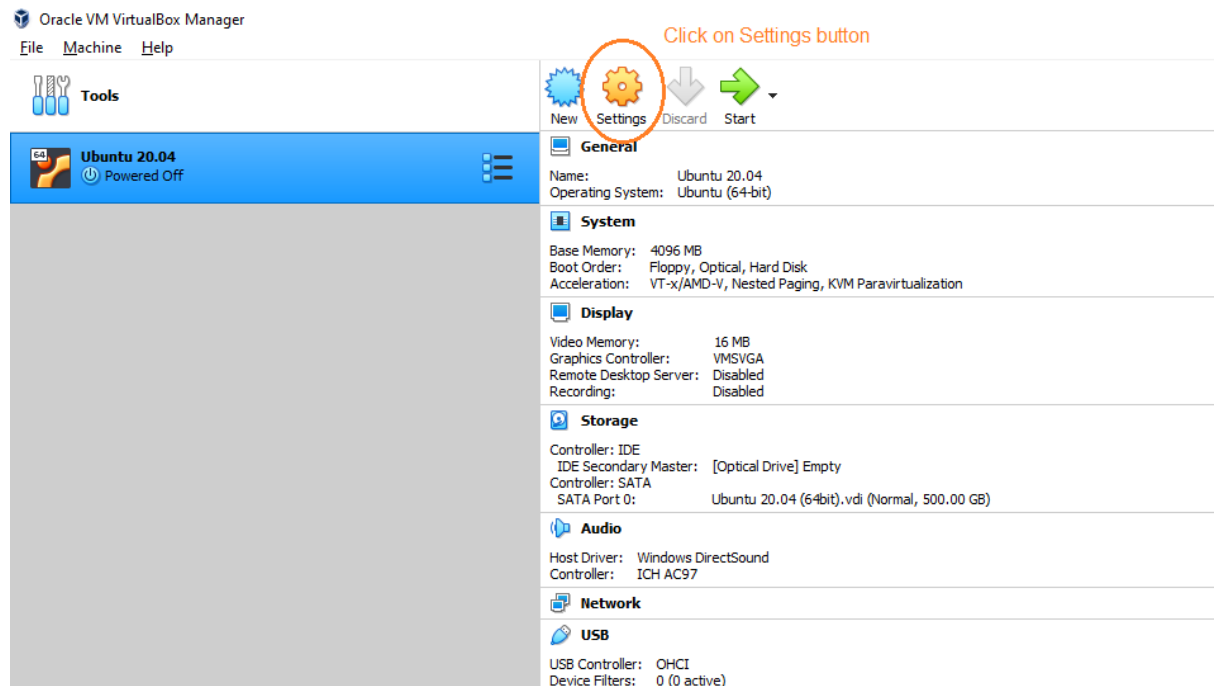 Oracle VM VirtualBox Manager
File Machine Help
Click on Settings button
Tools
New Settings Discard Start
64
Ubuntu 20.04
Powered Off
General
Name: Ubuntu 20.04
Operating System: Ubuntu (64-bit)
System
Base Memory: 4096 MB
Boot Order: Floppy, Optical, Hard Disk
Acceleration: VT-x/AMD-V, Nested Paging, KVM Paravirtualization
Display
Video Memory: 16 MB
Graphics Controller: VMSVGA
Remote Desktop Server: Disabled
Recording: Disabled
Storage
Controller: IDE
IDE Secondary Master: [Optical Drive] Empty
Controller: SATA
SATA Port 0: Ubuntu 20.04 (64bit).vdi (Normal, 500.00 GB)
Audio
Host Driver: Windows DirectSound
Controller: ICH AC97
Network
USB
USB Controller: OHCI
Device Filters: 0 (0 active)